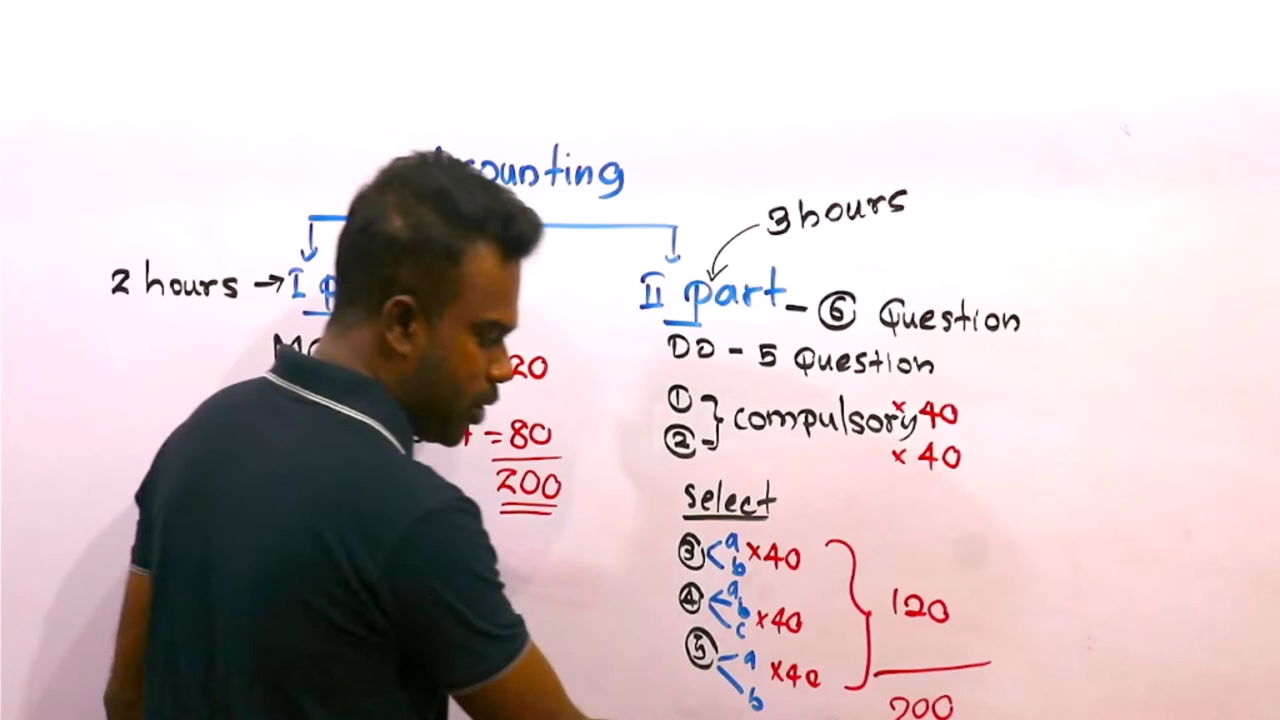 counting
3 hours
2 hours → I p
II part - ⑥ Question
DO - 5 Question
20
① } compulsory × 40
② × 40
= 80
200
select
③ < a × 40
b
④ < a
b
c × 40
120
⑤ a × 40
b
200